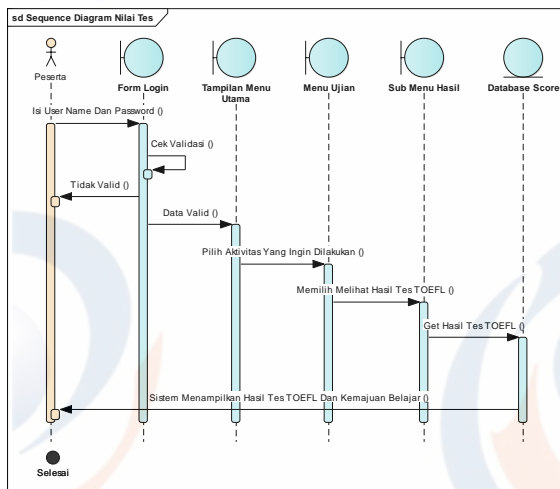 sd Sequence Diagram Nilai Tes
Peserta
Form Login
Tampilan Menu
Utama
Menu Ujian
Sub Menu Hasil
Database Score
Isi User Name Dan Password ()
Cek Validasi ()
Tidak Valid ()
Data Valid ()
Pilih Aktivitas Yang Ingin Dilakukan ()
Memilih Melihat Hasil Tes TOEFL ()
Get Hasil Tes TOEFL ()
Sistem Menampilkan Hasil Tes TOEFL Dan Kemajuan Belajar ()
Selesai